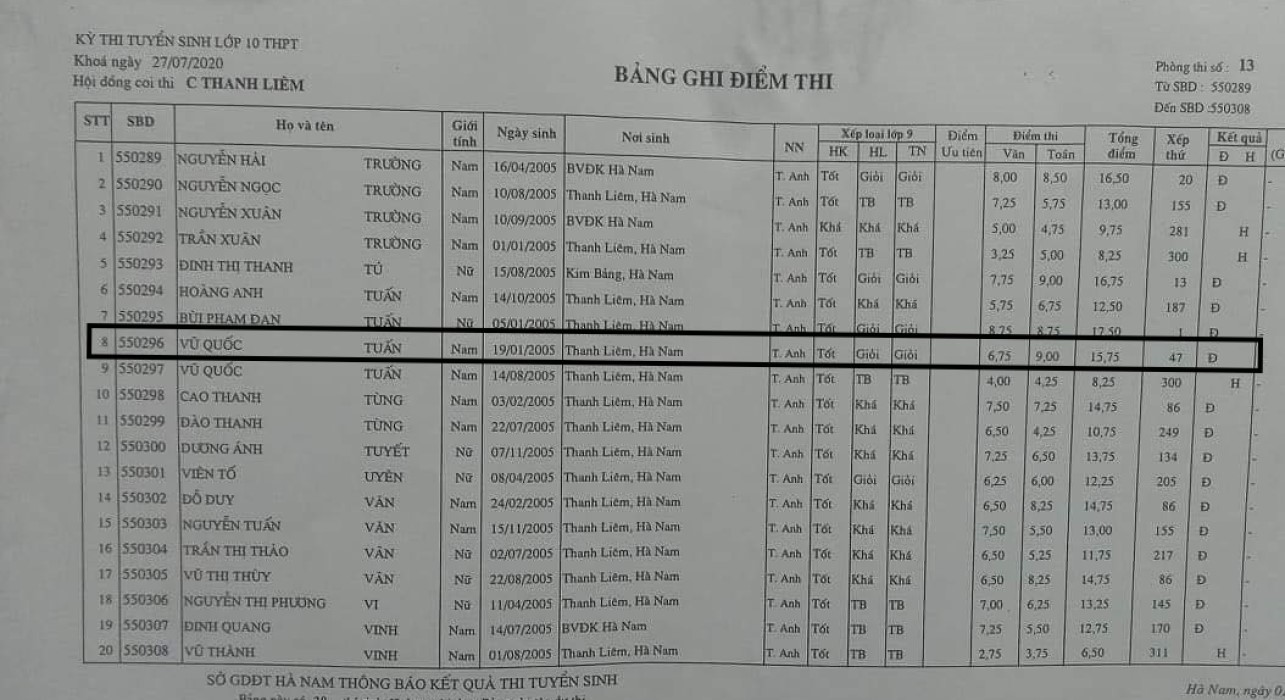 KỲ THI TUYỂN SINH LỚP 10 THPT
Khoá ngày 27/07/2020
Hội đồng coi thi C THANH LIÊM
BẢNG GHI ĐIỂM THI
Phòng thi số : 13
Từ SBD : 550289
Đến SBD :550308
STT SBD Họ và tên Giới tính Ngày sinh Nơi sinh NN Xếp loại lớp 9 HK HL TN Điểm Ưu tiên Điểm thi Văn Toán Tổng điểm Xếp thứ Kết quả Đ H (G
1 550289 NGUYỄN HẢI TRƯỜNG Nam 16/04/2005 BVĐK Hà Nam T. Anh Tốt Giỏi Giỏi 8,00 8,50 16,50 20 Đ -
2 550290 NGUYỄN NGỌC TRƯỜNG Nam 10/08/2005 Thanh Liêm, Hà Nam T. Anh Tốt TB TB 7,25 5,75 13,00 155 Đ -
3 550291 NGUYỄN XUÂN TRƯỜNG Nam 10/09/2005 BVĐK Hà Nam T. Anh Khá Khá Khá 5,00 4,75 9,75 281 H -
4 550292 TRẦN XUÂN TRƯỜNG Nam 01/01/2005 Thanh Liêm, Hà Nam T. Anh Tốt TB TB 3,25 5,00 8,25 300 H -
5 550293 ĐINH THỊ THANH TÚ Nữ 15/08/2005 Kim Bảng, Hà Nam T. Anh Tốt Giỏi Giỏi 7,75 9,00 16,75 13 Đ -
6 550294 HOÀNG ANH TUẤN Nam 14/10/2005 Thanh Liêm, Hà Nam T. Anh Tốt Khá Khá 5,75 6,75 12,50 187 Đ -
7 550295 BÙI PHẠM ĐAN TUẤN Nữ 05/01/2005 Thanh Liêm, Hà Nam T. Anh Tốt Giỏi Giỏi 8,75 8,75 17,50 1 Đ
8 550296 VŨ QUỐC TUẤN Nam 19/01/2005 Thanh Liêm, Hà Nam T. Anh Tốt Giỏi Giỏi 6,75 9,00 15,75 47 Đ
9 550297 VŨ QUỐC TUẤN Nam 14/08/2005 Thanh Liêm, Hà Nam T. Anh Tốt TB TB 4,00 4,25 8,25 300 H -
10 550298 CAO THANH TÙNG Nam 03/02/2005 Thanh Liêm, Hà Nam T. Anh Tốt Khá Khá 7,50 7,25 14,75 86 Đ -
11 550299 ĐÀO THANH TÙNG Nam 22/07/2005 Thanh Liêm, Hà Nam T. Anh Tốt Khá Khá 6,50 4,25 10,75 249 Đ -
12 550300 DƯƠNG ÁNH TUYẾT Nữ 07/11/2005 Thanh Liêm, Hà Nam T. Anh Tốt Khá Khá 7,25 6,50 13,75 134 Đ -
13 550301 VIÊN TỐ UYÊN Nữ 08/04/2005 Thanh Liêm, Hà Nam T. Anh Tốt Giỏi Giỏi 6,25 6,00 12,25 205 Đ -
14 550302 ĐỖ DUY VĂN Nam 24/02/2005 Thanh Liêm, Hà Nam T. Anh Tốt Khá Khá 6,50 8,25 14,75 86 Đ -
15 550303 NGUYỄN TUẤN VĂN Nam 15/11/2005 Thanh Liêm, Hà Nam T. Anh Tốt Khá Khá 7,50 5,50 13,00 155 Đ -
16 550304 TRẦN THỊ THẢO VÂN Nữ 02/07/2005 Thanh Liêm, Hà Nam T. Anh Tốt Khá Khá 6,50 5,25 11,75 217 Đ -
17 550305 VŨ THỊ THÙY VÂN Nữ 22/08/2005 Thanh Liêm, Hà Nam T. Anh Tốt Khá Khá 6,50 8,25 14,75 86 Đ -
18 550306 NGUYỄN THỊ PHƯƠNG VI Nữ 11/04/2005 Thanh Liêm, Hà Nam T. Anh Tốt TB TB 7,00 6,25 13,25 145 Đ -
19 550307 ĐINH QUANG VINH Nam 14/07/2005 BVĐK Hà Nam T. Anh Tốt TB TB 7,25 5,50 12,75 170 Đ -
20 550308 VŨ THÀNH VINH Nam 01/08/2005 Thanh Liêm, Hà Nam T. Anh Tốt TB TB 2,75 3,75 6,50 311 H -
SỞ GDĐT HÀ NAM THÔNG BÁO KẾT QUẢ THI TUYỂN SINH
Hà Nam, ngày 0